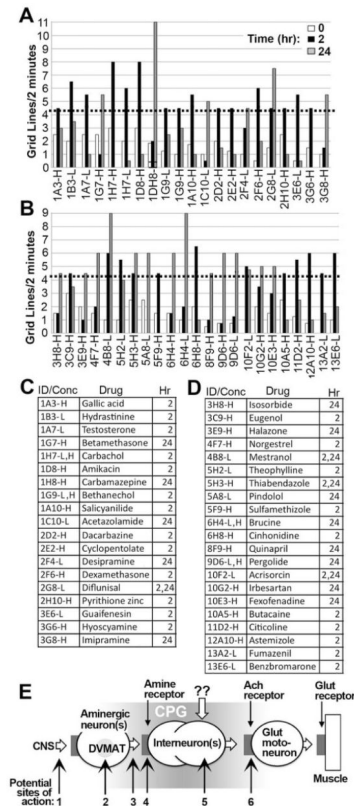 A
Time (hr):
0
2
24
Grid Lines/2 minutes
11
10
9
8
7
6
5
4
3
2
1
0
1A3-H
1B3-L
1A7-L
1G7-H
1H7-H
1H7-L
1D8-H
1DH8-H
1G9-L
1G9-H
1A10-H
1C10-L
2D2-H
2E2-H
2F4-L
2F6-H
2G8-L
2H10-H
3E6-L
3G6-H
3G8-H
B
Grid Lines/2 minutes
9
8
7
6
5
4
3
2
1
0
3H8-H
3C9-H
3E9-H
4F7-H
4B8-L
5H2-L
5H3-H
5A8-L
5F9-H
6H4-H
6H4-L
6H8-H
8F9-H
9D6-H
9D6-L
10F2-L
10G2-H
10E3-H
10A5-H
11D2-H
12A10-H
13A2-L
13E6-L
C
ID/Conc Drug Hr
1A3-H Gallic acid 2
1B3-L Hydrastinine 2
1A7-L Testosterone 2
1G7-H Betamethasone 24
1H7-L,H Carbachol 2
1D8-H Amikacin 2
1H8-H Carbamazepine 24
1G9-L,H Bethanechol 2
1A10-H Salicyanilide 2
1C10-L Acetazolamide 24
2D2-H Dacarbazine 2
2E2-H Cyclopentolate 2
2F4-L Desipramine 24
2F6-H Dexamethasone 2
2G8-L Diflunisal 2,24
2H10-H Pyrithione zinc 2
3E6-L Guaifenesin 2
3G6-H Hyoscyamine 2
3G8-H Imipramine 24
D
ID/Conc Drug Hr
3H8-H Isosorbide 24
3C9-H Eugenol 2
3E9-H Halazone 24
4F7-H Norgestrel 2
4B8-L Mestranol 2,24
5H2-L Theophylline 2
5H3-H Thiabendazole 2,24
5A8-L Pindolol 24
5F9-H Sulfamethizole 2
6H4-L,H Brucine 24
6H8-H Cinhonidine 2
8F9-H Quinapril 24
9D6-L,H Pergolide 24
10F2-L Acrisorcin 2,24
10G2-H Irbesartan 24
10E3-H Fexofenadine 24
10A5-H Butacaine 2
11D2-H Citicoline 2
12A10-H Astemizole 2
13A2-L Fumazenil 2
13E6-L Benzbromarone 2
E
Amine receptor
??
Ach receptor
Glut receptor
CPG
Aminergic neuron(s)
CNS
DVMAT
Interneuron(s)
Glut moto-neuron
Muscle
Potential sites of action:
1
2
3
4
5
6